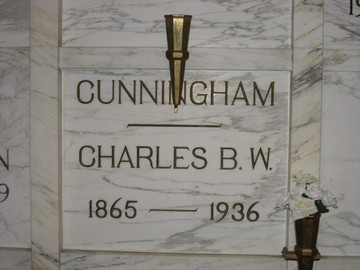 CUNNINGHAM
CHARLES B. W.
1865 — 1936